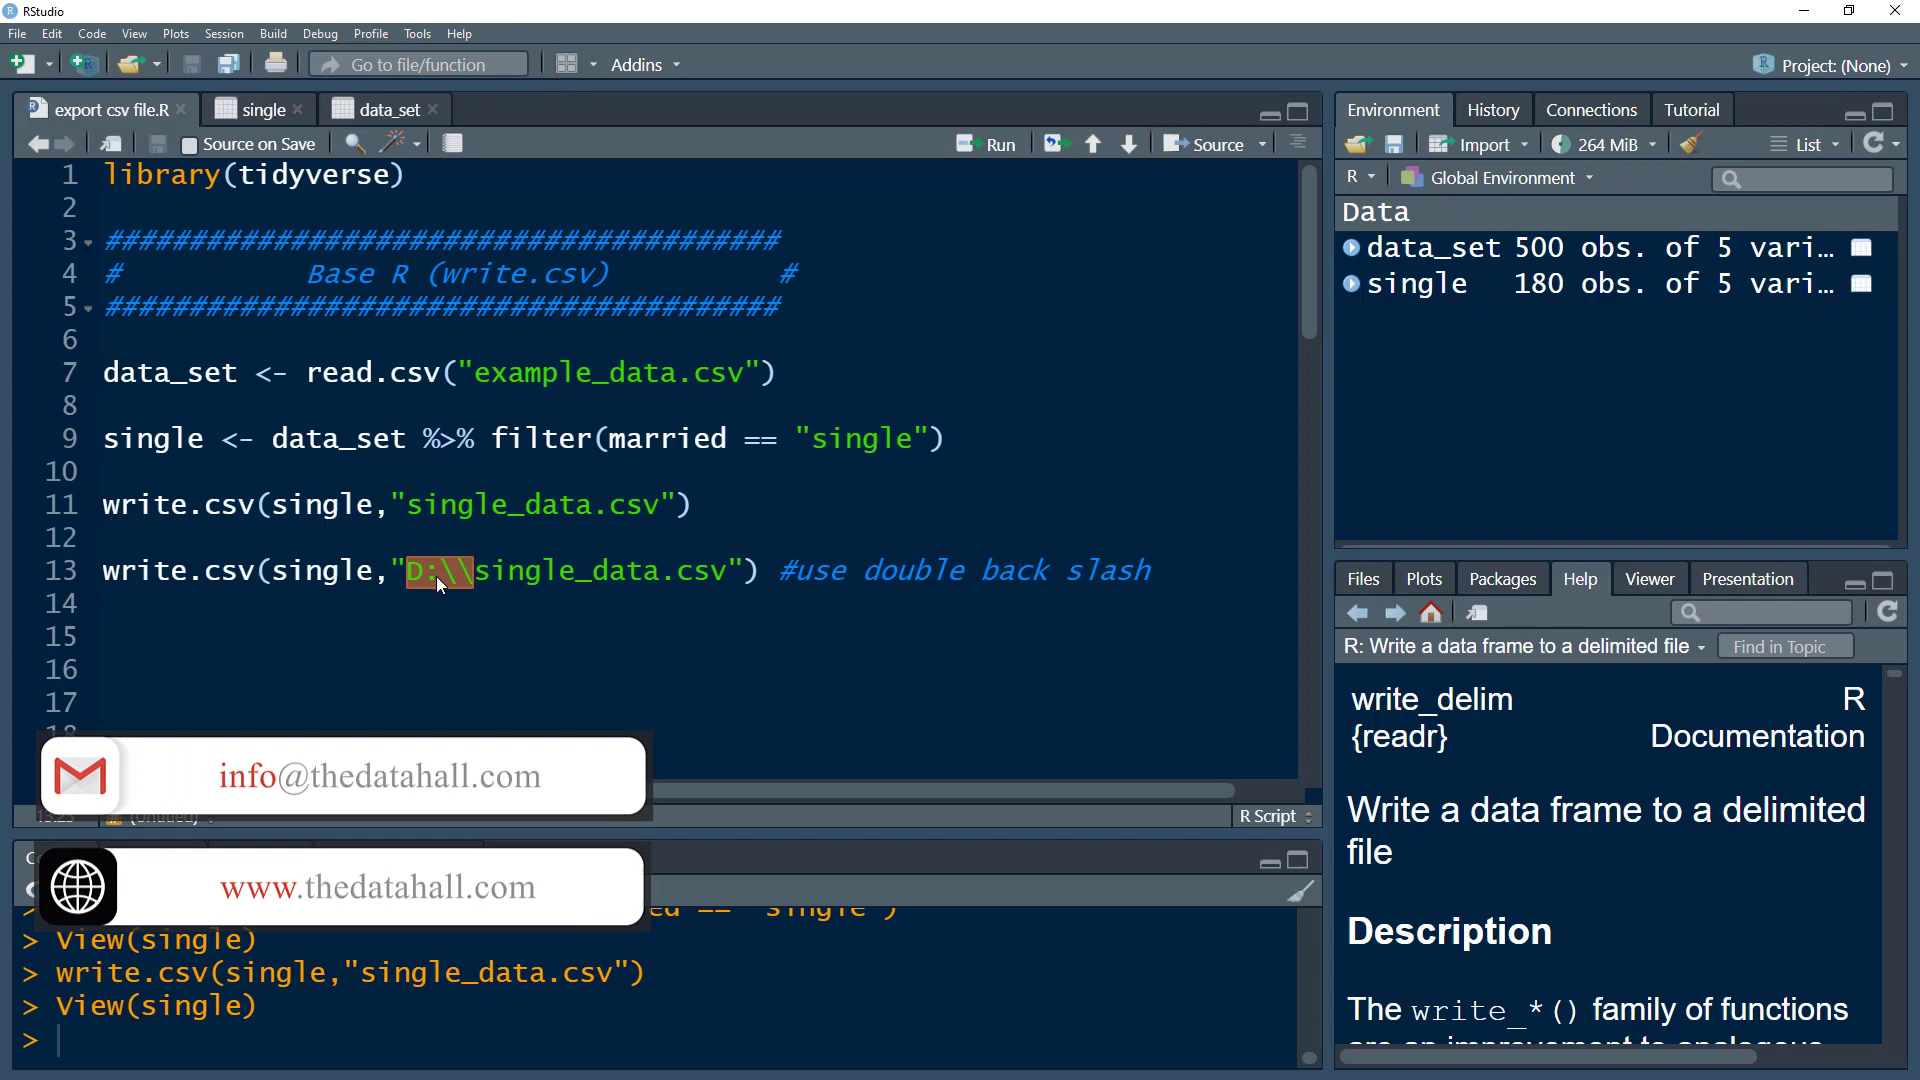 RStudio
File Edit Code View Plots Session Build Debug Profile Tools Help
Go to file/function Addins Project: (None)
export csv file.R single data_set
Source on Save Run Source
1 library(tidyverse)
2
3 ########################################
4 # Base R (write.csv) #
5 ########################################
6
7 data_set <- read.csv("example_data.csv")
8
9 single <- data_set %>% filter(married == "single")
10
11 write.csv(single,"single_data.csv")
12
13 write.csv(single,"D:\\single_data.csv") #use double back slash
14
15
16
17
info@thedatahall.com
R Script
www.thedatahall.com
> View(single)
> write.csv(single,"single_data.csv")
> View(single)
>
Environment History Connections Tutorial
Import 264 MiB List
R Global Environment
Data
data_set 500 obs. of 5 vari...
single 180 obs. of 5 vari...
Files Plots Packages Help Viewer Presentation
R: Write a data frame to a delimited file Find in Topic
write_delim R
{readr} Documentation
Write a data frame to a delimited
file
Description
The write_*() family of functions